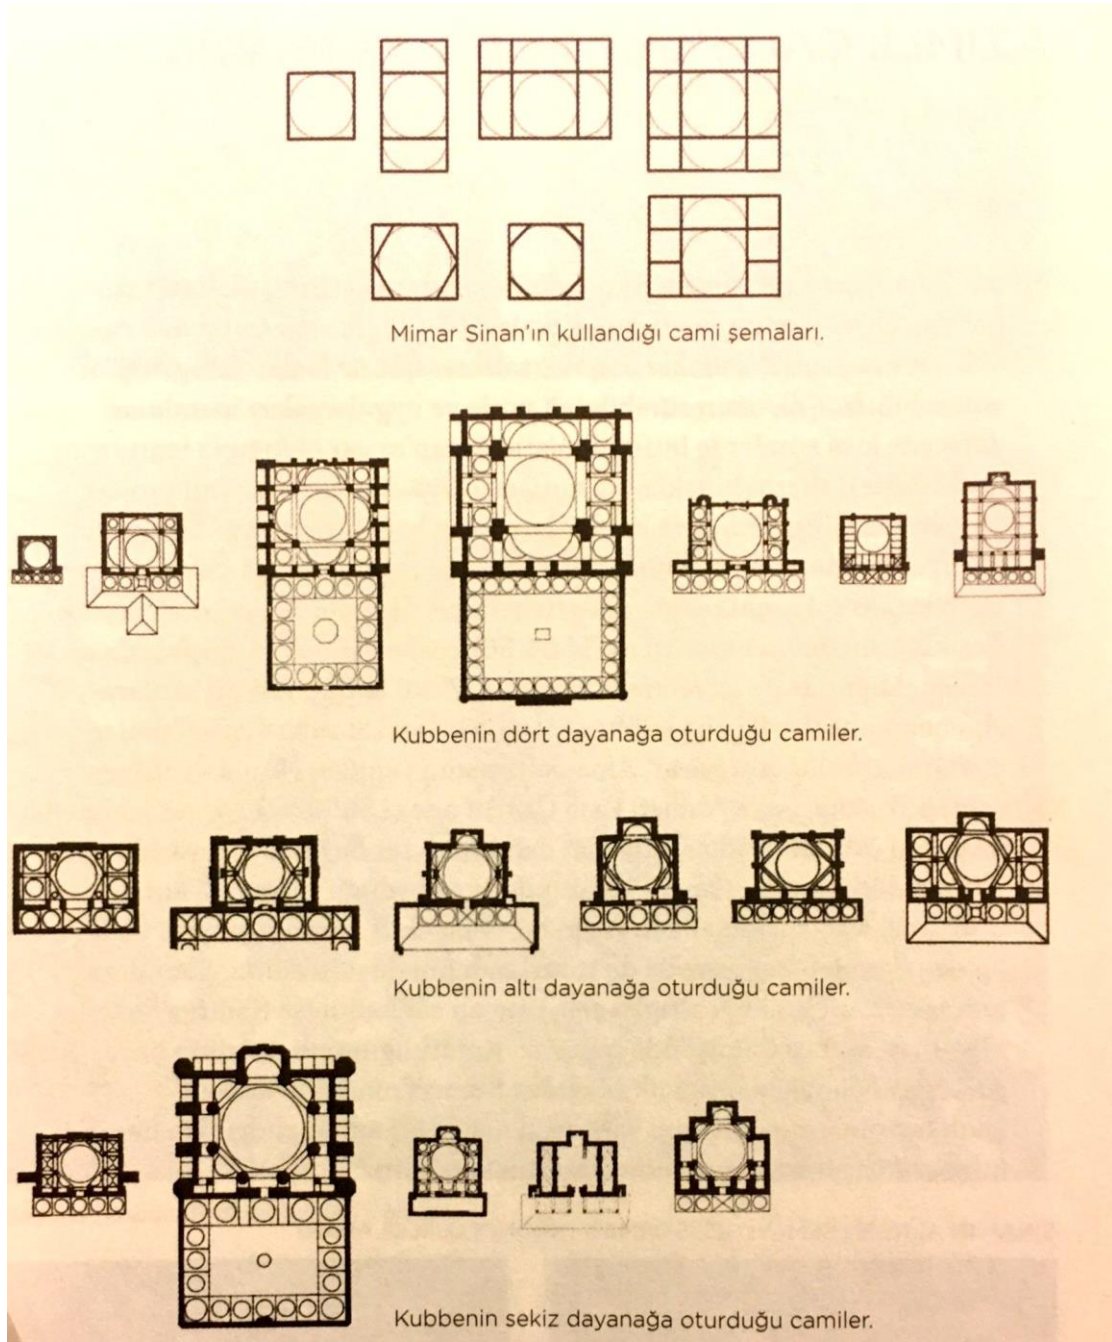 Mimar Sinan'ın kullandığı cami şemaları.
Kubbenin dört dayanağa oturduğu camiler.
Kubbenin altı dayanağa oturduğu camiler.
Kubbenin sekiz dayanağa oturduğu camiler.